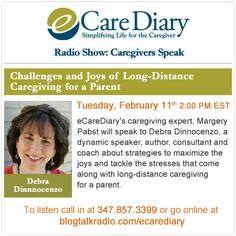 eCareDiary
Simplifying Life for the Caregiver
Radio Show: Caregivers Speak
Challenges and Joys of Long-Distance
Caregiving for a Parent
Tuesday, February 11th 2:00 PM EST
eCareDiary's caregiving expert, Margery
Pabst will speak to Debra Dinnocenzo, a
dynamic speaker, author, consultant and
coach about strategies to maximize the
joys and tackle the stresses that come
along with long-distance caregiving
for a parent.
Debra
Dinnnocenzo
To listen call in at 347.857.3399 or go online at
blogtalkradio.com/ecarediary